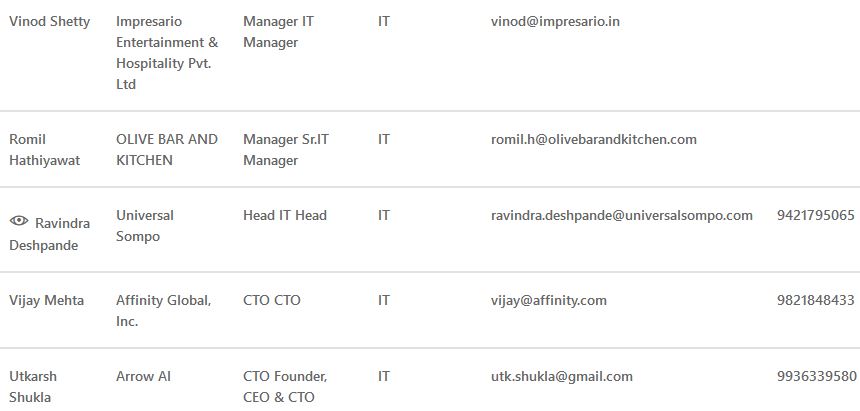 Vinod Shetty Impresario Manager IT IT vinod@impresario.in
Entertainment & Manager
Hospitality Pvt.
Ltd
Romil OLIVE BAR AND Manager Sr.IT IT romil.h@olivebarandkitchen.com
Hathiyawat KITCHEN Manager
Ravindra Universal Head IT Head IT ravindra.deshpande@universalsompo.com 9421795065
Deshpande Sompo
Vijay Mehta Affinity Global, CTO CTO IT vijay@affinity.com 9821848433
Inc.
Utkarsh Arrow AI CTO Founder, IT utk.shukla@gmail.com 9936339580
Shukla CEO & CTO